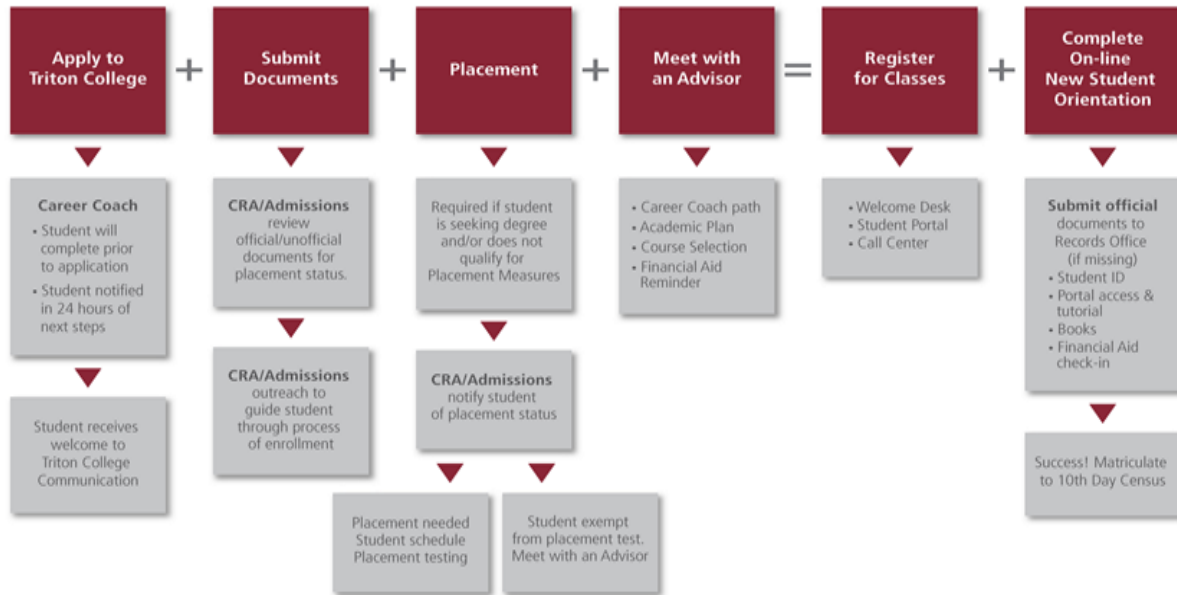 Apply to
Triton College
+
Submit
Documents
+
Placement
+
Meet with
an Advisor
=
Register
for Classes
+
Complete
On-line
New Student
Orientation
Career Coach
▪ Student will
complete prior
to application
▪ Student notified
in 24 hours of
next steps
Student receives
welcome to
Triton College
Communication
CRA/Admissions
review
official/unofficial
documents for
placement status.
CRA/Admissions
outreach to
guide student
through process
of enrollment
Required if student
is seeking degree
and/or does not
qualify for
Placement Measures
CRA/Admissions
notify student
of placement status
Placement needed
Student schedule
Placement testing
Student exempt
from placement test.
Meet with an Advisor
▪ Career Coach path
▪ Academic Plan
▪ Course Selection
▪ Financial Aid
Reminder
▪ Welcome Desk
▪ Student Portal
▪ Call Center
Submit official
documents to
Records Office
(if missing)
▪ Student ID
▪ Portal access &
tutorial
▪ Books
▪ Financial Aid
check-in
Success! Matriculate
to 10th Day Census